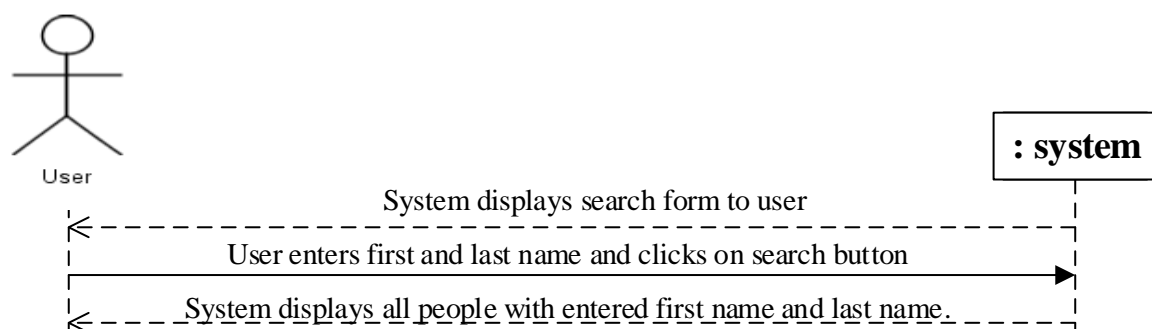 User
: system
System displays search form to user
User enters first and last name and clicks on search button
System displays all people with entered first name and last name.